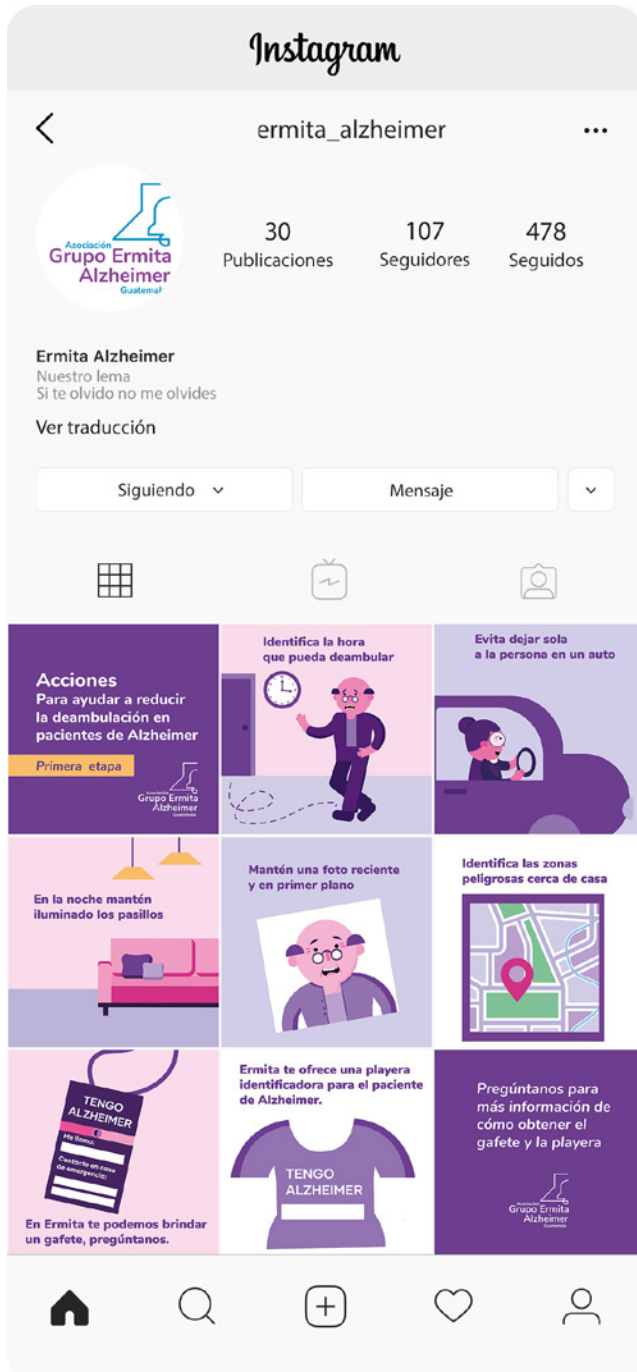 Instagram
ermita_alzheimer
30
Publicaciones
107
Seguidores
478
Seguidos
Asociación
Grupo Ermita
Alzheimer
Guatemala
Ermita Alzheimer
Nuestro lema
Si te olvido no me olvides
Ver traducción
Siguiendo
Mensaje
Acciones
Para ayudar a reducir
la deambulación en
pacientes de Alzheimer
Primera etapa
Asociación
Grupo Ermita
Alzheimer
Guatemala
Identifica la hora
que pueda deambular
Evita dejar sola
a la persona en un auto
En la noche mantén
iluminado los pasillos
Mantén una foto reciente
y en primer plano
Identifica las zonas
peligrosas cerca de casa
TENGO
ALZHEIMER
Me llamo:
Contacto en caso
de emergencia:
En Ermita te podemos brindar
un gafete, pregúntanos.
Ermita te ofrece una playera
identificadora para el paciente
de Alzheimer.
TENGO
ALZHEIMER
Pregúntanos para
más información de
cómo obtener el
gafete y la playera
Asociación
Grupo Ermita
Alzheimer
Guatemala